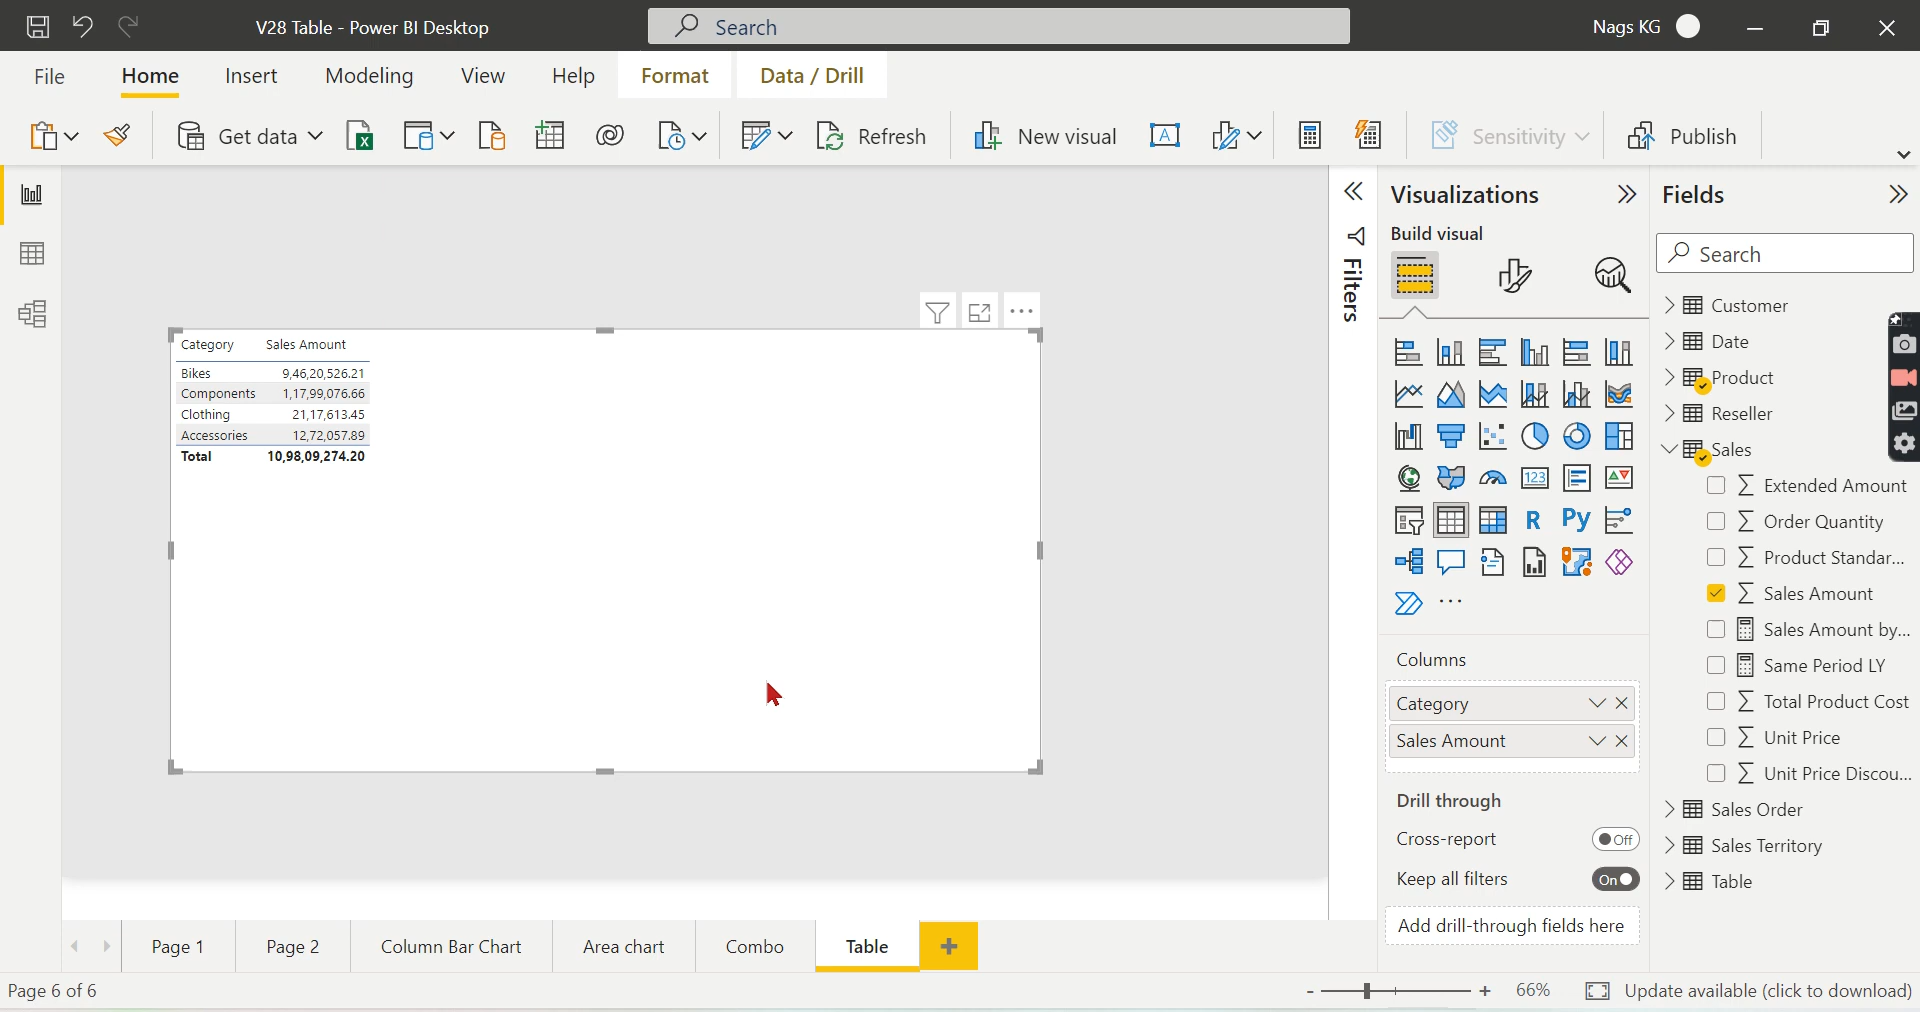 V28 Table - Power BI Desktop
Search
Nags KG
File Home Insert Modeling View Help Format Data / Drill
Get data
Refresh
New visual
A
Sensitivity
Publish
Category Sales Amount
Bikes 9,46,20,526.21
Components 1,17,99,076.66
Clothing 21,17,613.45
Accessories 12,72,057.89
Total 10,98,09,274.20
Filters
Visualizations
Build visual
123
R
Py
Columns
Category
Sales Amount
Drill through
Cross-report Off
Keep all filters On
Add drill-through fields here
Fields
Search
Customer
Date
Product
Reseller
Sales
Extended Amount
Order Quantity
Product Standar...
Sales Amount
Sales Amount by...
Same Period LY
Total Product Cost
Unit Price
Unit Price Discou...
Sales Order
Sales Territory
Table
Page 1 Page 2 Column Bar Chart Area chart Combo Table +
Page 6 of 6
- + 66%
Update available (click to download)